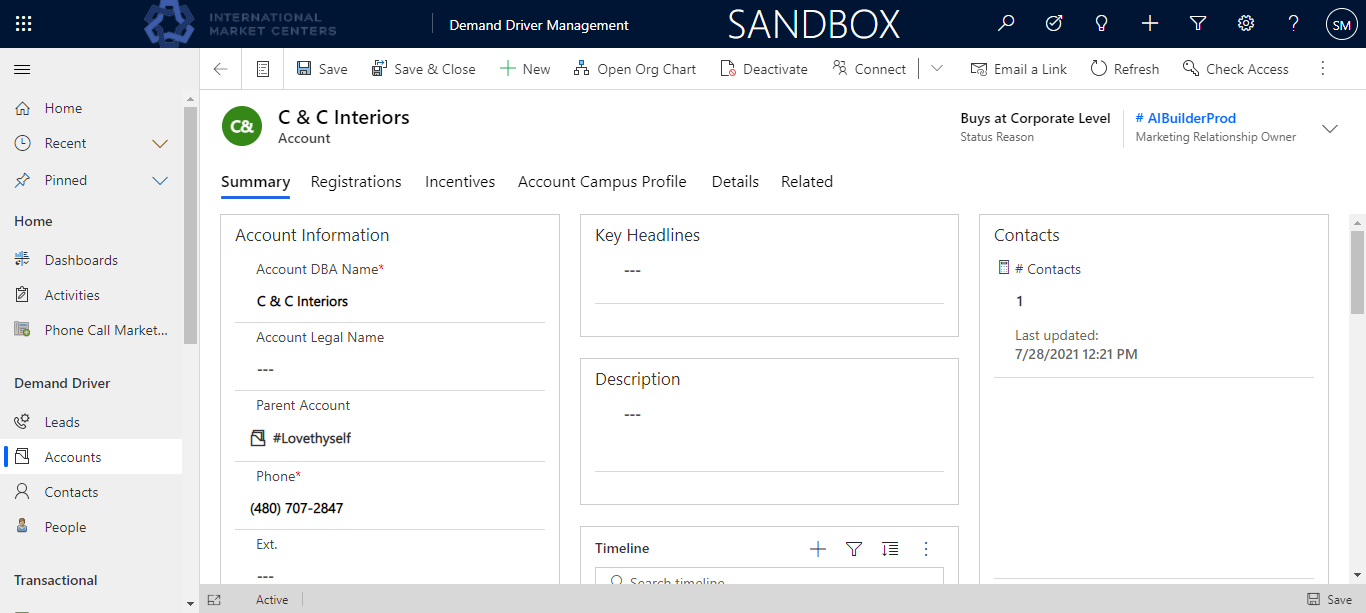 INTERNATIONAL
MARKET CENTERS
Demand Driver Management
SANDBOX
?
SM
Save
Save & Close
New
Open Org Chart
Deactivate
Connect
Email a Link
Refresh
Check Access
Home
Recent
Pinned
Home
Dashboards
Activities
Phone Call Market...
Demand Driver
Leads
Accounts
Contacts
People
Transactional
C&
C & C Interiors
Account
Buys at Corporate Level
Status Reason
# AIBuilderProd
Marketing Relationship Owner
Summary
Registrations
Incentives
Account Campus Profile
Details
Related
Account Information
Account DBA Name*
C & C Interiors
Account Legal Name
---
Parent Account
#Lovethyself
Phone*
(480) 707-2847
Ext.
---
Key Headlines
---
Description
---
Timeline
Search timeline
Contacts
# Contacts
1
Last updated:
7/28/2021 12:21 PM
Active
Save